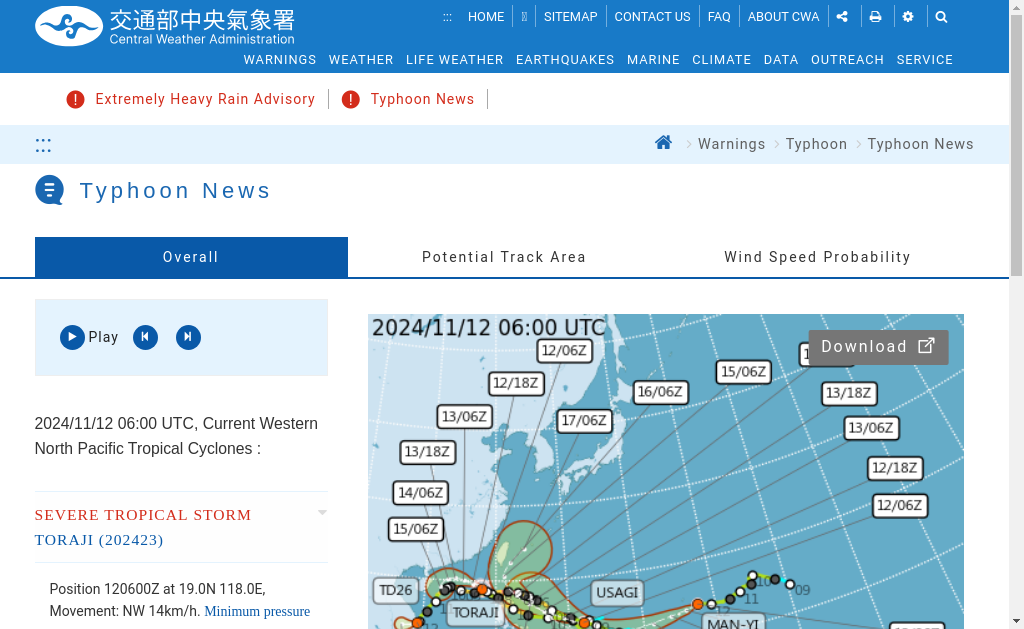 交通部中央氣象署
Central Weather Administration
::: HOME SITEMAP CONTACT US FAQ ABOUT CWA
WARNINGS WEATHER LIFE WEATHER EARTHQUAKES MARINE CLIMATE DATA OUTREACH SERVICE
Extremely Heavy Rain Advisory
Typhoon News
:::
Warnings
Typhoon
Typhoon News
Typhoon News
Overall
Potential Track Area
Wind Speed Probability
Play
2024/11/12 06:00 UTC, Current Western
North Pacific Tropical Cyclones :
SEVERE TROPICAL STORM
TORAJI (202423)
Position 120600Z at 19.0N 118.0E,
Movement: NW 14km/h. Minimum pressure
2024/11/12 06:00 UTC
Download
12/06Z
12/18Z
13/06Z
13/18Z
14/06Z
15/06Z
17/06Z
16/06Z
15/06Z
13/18Z
13/06Z
12/18Z
12/06Z
TD26
TORAJI
USAGI
MAN-YI
09
10
11